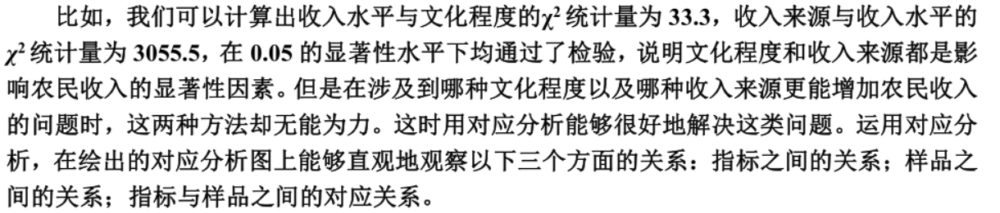 比如，我们可以计算出收入水平与文化程度的χ²统计量为 33.3，收入来源与收入水平的
χ²统计量为 3055.5，在 0.05 的显著性水平下均通过了检验，说明文化程度和收入来源都是影
响农民收入的显著性因素。但是在涉及到哪种文化程度以及哪种收入来源更能增加农民收入
的问题时，这两种方法却无能为力。这时用对应分析能够很好地解决这类问题。运用对应分
析，在绘出的对应分析图上能够直观地观察以下三个方面的关系：指标之间的关系；样品之
间的关系；指标与样品之间的对应关系。